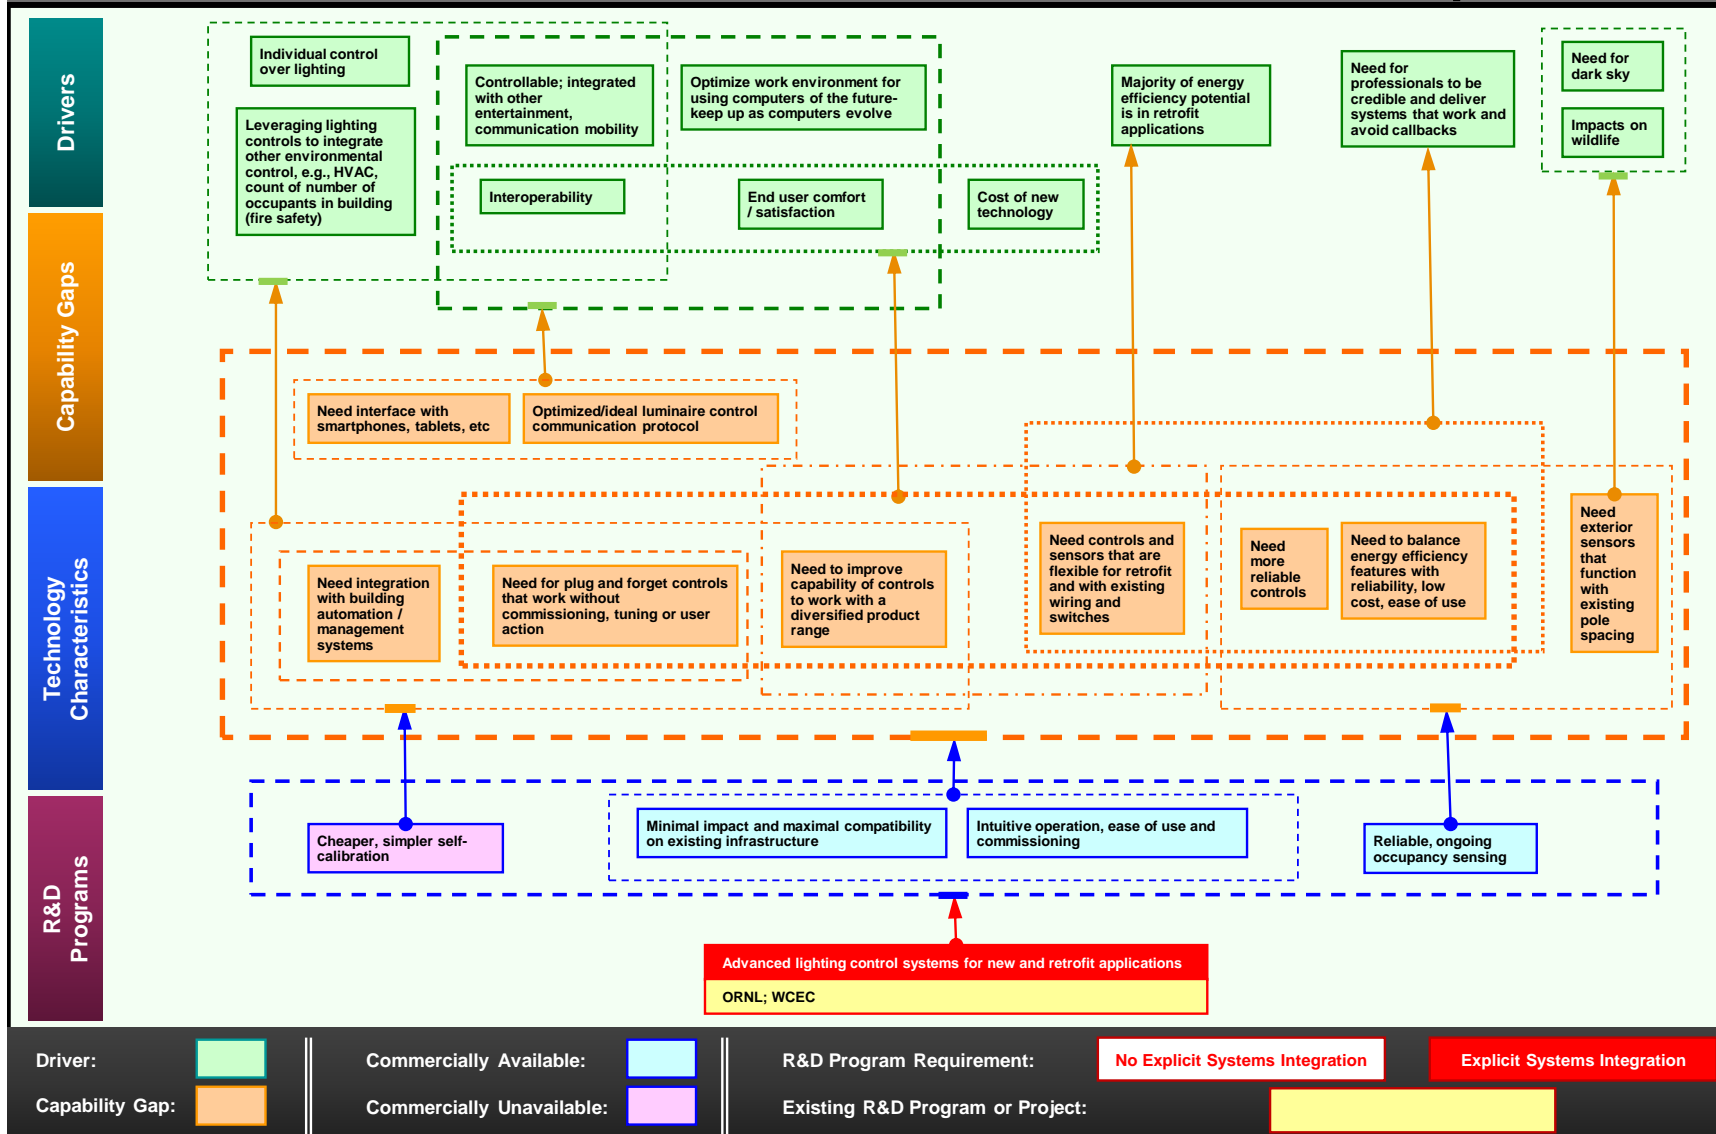 Drivers
Individual control
over lighting
Leveraging lighting
controls to integrate
other environmental
control, e.g., HVAC,
count of number of
occupants in building
(fire safety)
Controllable; integrated
with other
entertainment,
communication mobility
Optimize work environment for
using computers of the future-
keep up as computers evolve
Interoperability
End user comfort
/ satisfaction
Cost of new
technology
Majority of energy
efficiency potential
is in retrofit
applications
Need for
professionals to be
credible and deliver
systems that work and
avoid callbacks
Need for
dark sky
Impacts on
wildlife
Capability Gaps
Need interface with
smartphones, tablets, etc
Optimized/ideal luminaire control
communication protocol
Technology
Characteristics
Need integration
with building
automation /
management
systems
Need for plug and forget controls
that work without
commissioning, tuning or user
action
Need to improve
capability of controls
to work with a
diversified product
range
Need controls and
sensors that are
flexible for retrofit
and with existing
wiring and
switches
Need
more
reliable
controls
Need to balance
energy efficiency
features with
reliability, low
cost, ease of use
Need
exterior
sensors
that
function
with
existing
pole
spacing
R&D
Programs
Cheaper, simpler self-
calibration
Minimal impact and maximal compatibility
on existing infrastructure
Intuitive operation, ease of use and
commissioning
Reliable, ongoing
occupancy sensing
Advanced lighting control systems for new and retrofit applications
ORNL; WCEC
Driver:
Capability Gap:
Commercially Available:
Commercially Unavailable:
R&D Program Requirement:
No Explicit Systems Integration
Explicit Systems Integration
Existing R&D Program or Project: